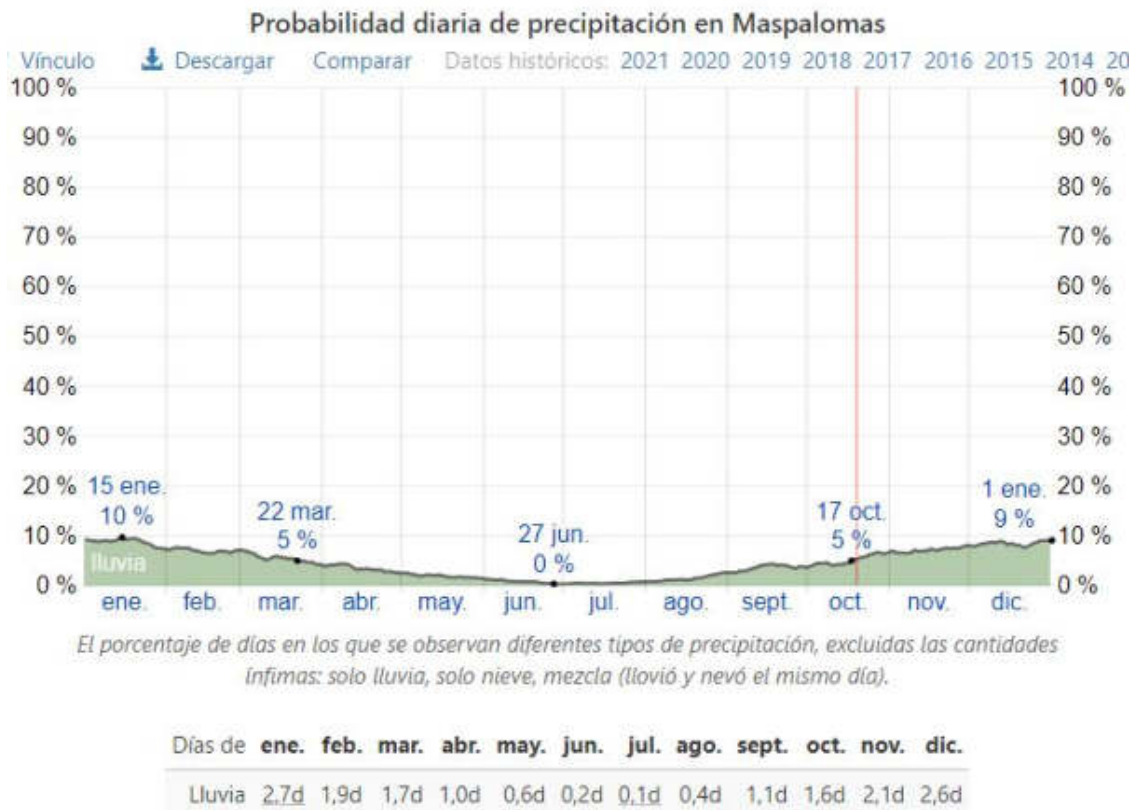 Probabilidad diaria de precipitación en Maspalomas
Vínculo Descargar Comparar Datos históricos: 2021 2020 2019 2018 2017 2016 2015 2014 20
100 % 100 %
90 % 90 %
80 % 80 %
70 % 70 %
60 % 60 %
50 % 50 %
40 % 40 %
30 % 30 %
20 % 15 ene. 1 ene. 20 %
10 % 22 mar. 17 oct. 9 %
5 % 27 jun. 5 %
10 % 0 % 10 %
lluvia
0 % 0 %
ene. feb. mar. abr. may. jun. jul. ago. sept. oct. nov. dic.
El porcentaje de días en los que se observan diferentes tipos de precipitación, excluidas las cantidades
ínfimas: solo lluvia, solo nieve, mezcla (llovió y nevó el mismo día).
Días de ene. feb. mar. abr. may. jun. jul. ago. sept. oct. nov. dic.
Lluvia 2,7d 1,9d 1,7d 1,0d 0,6d 0,2d 0,1d 0,4d 1,1d 1,6d 2,1d 2,6d